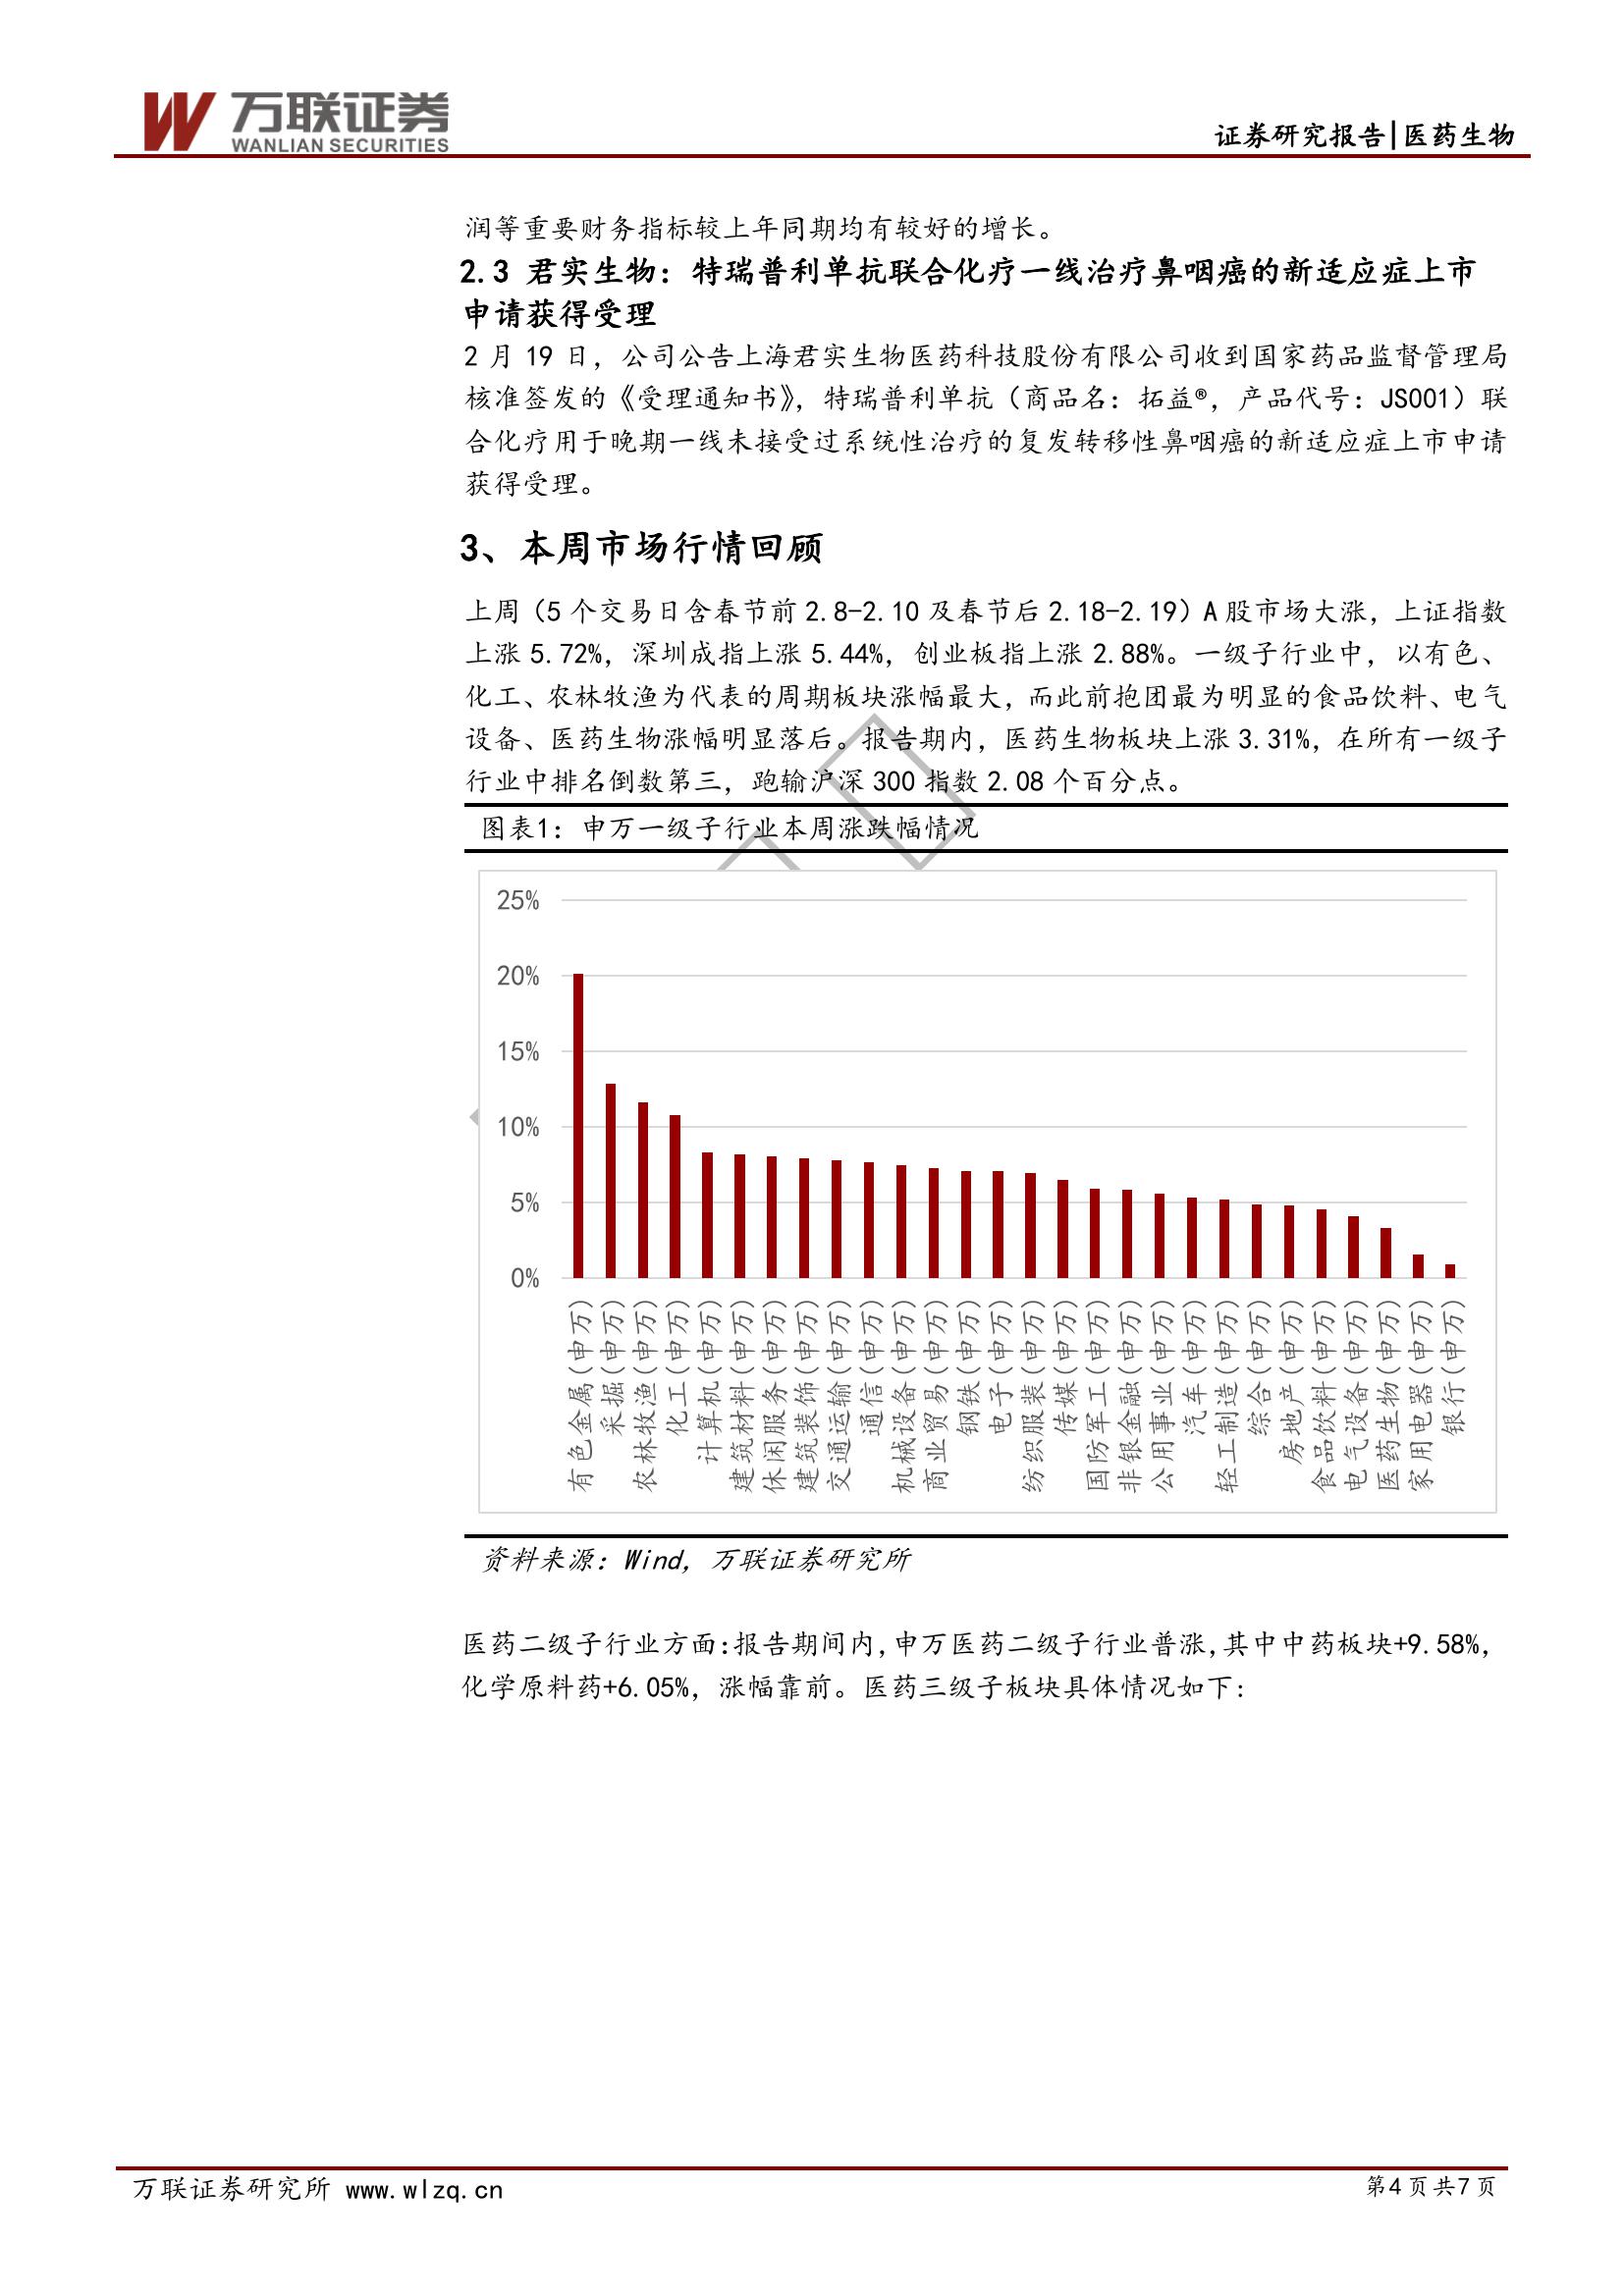 万联证券
WANLIAN SECURITIES
证券研究报告|医药生物
润等重要财务指标较上年同期均有较好的增长。
2.3 君实生物：特瑞普利单抗联合化疗一线治疗鼻咽癌的新适应症上市
申请获得受理
2 月 19 日，公司公告上海君实生物医药科技股份有限公司收到国家药品监督管理局
核准签发的《受理通知书》，特瑞普利单抗（商品名：拓益®，产品代号：JS001）联
合化疗用于晚期一线未接受过系统性治疗的复发转移性鼻咽癌的新适应症上市申请
获得受理。
3、本周市场行情回顾
上周（5 个交易日含春节前 2.8-2.10 及春节后 2.18-2.19）A 股市场大涨，上证指数
上涨 5.72%，深圳成指上涨 5.44%，创业板指上涨 2.88%。一级子行业中，以有色、
化工、农林牧渔为代表的周期板块涨幅最大，而此前抱团最为明显的食品饮料、电气
设备、医药生物涨幅明显落后。报告期内，医药生物板块上涨 3.31%，在所有一级子
行业中排名倒数第三，跑输沪深 300 指数 2.08 个百分点。
图表1：申万一级子行业本周涨跌幅情况
25%
20%
15%
10%
5%
0%
有色金属(申万)
采掘(申万)
农林牧渔(申万)
化工(申万)
计算机(申万)
建筑材料(申万)
休闲服务(申万)
建筑装饰(申万)
交通运输(申万)
通信(申万)
机械设备(申万)
商业贸易(申万)
钢铁(申万)
电子(申万)
纺织服装(申万)
传媒(申万)
国防军工(申万)
非银金融(申万)
公用事业(申万)
汽车(申万)
轻工制造(申万)
综合(申万)
房地产(申万)
食品饮料(申万)
电气设备(申万)
医药生物(申万)
家用电器(申万)
银行(申万)
资料来源：Wind，万联证券研究所
医药二级子行业方面：报告期间内，申万医药二级子行业普涨，其中中药板块+9.58%，
化学原料药+6.05%，涨幅靠前。医药三级子板块具体情况如下：
万联证券研究所 www.wlzq.cn
第4页共7页